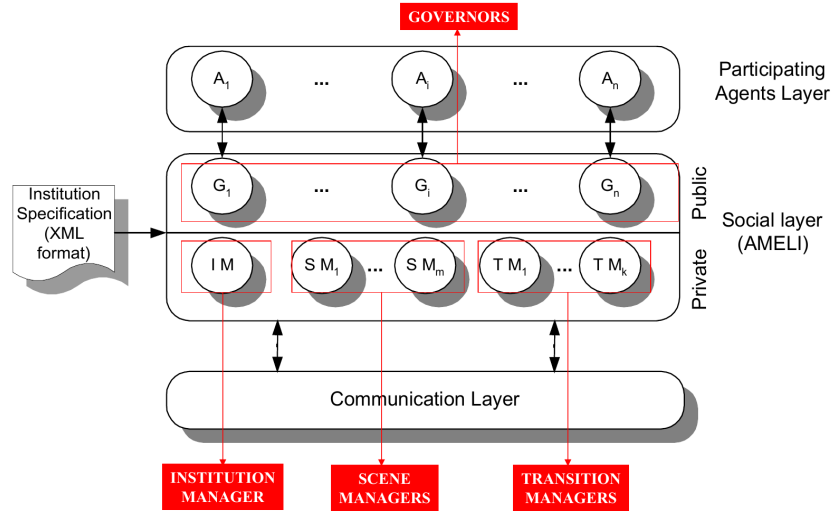 GOVERNORS
A1 ... Ai ... An
Participating
Agents Layer
G1 ... Gi ... Gn
Public
Institution
Specification
(XML
format)
Social layer
(AMELI)
I M S M1 ... S Mm T M1 ... T Mk
Private
Communication Layer
INSTITUTION
MANAGER
SCENE
MANAGERS
TRANSITION
MANAGERS